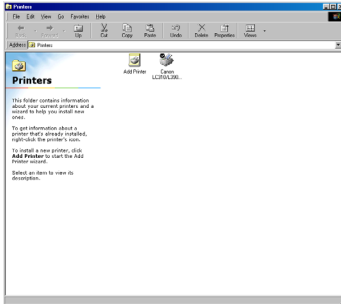 Printers
File Edit View Go Favorites Help
Up Cut Copy Paste Undo Delete Properties Views
Address Printers
Add Printer
Canon
Printers
This folder contains information
about your current printers and a
wizard to help you install new
ones.
To get information about a
printer that's already installed,
right-click the printer's icon.
To install a new printer, click
Add Printer to start the Add
Printer wizard.
Select an item to view its
description.